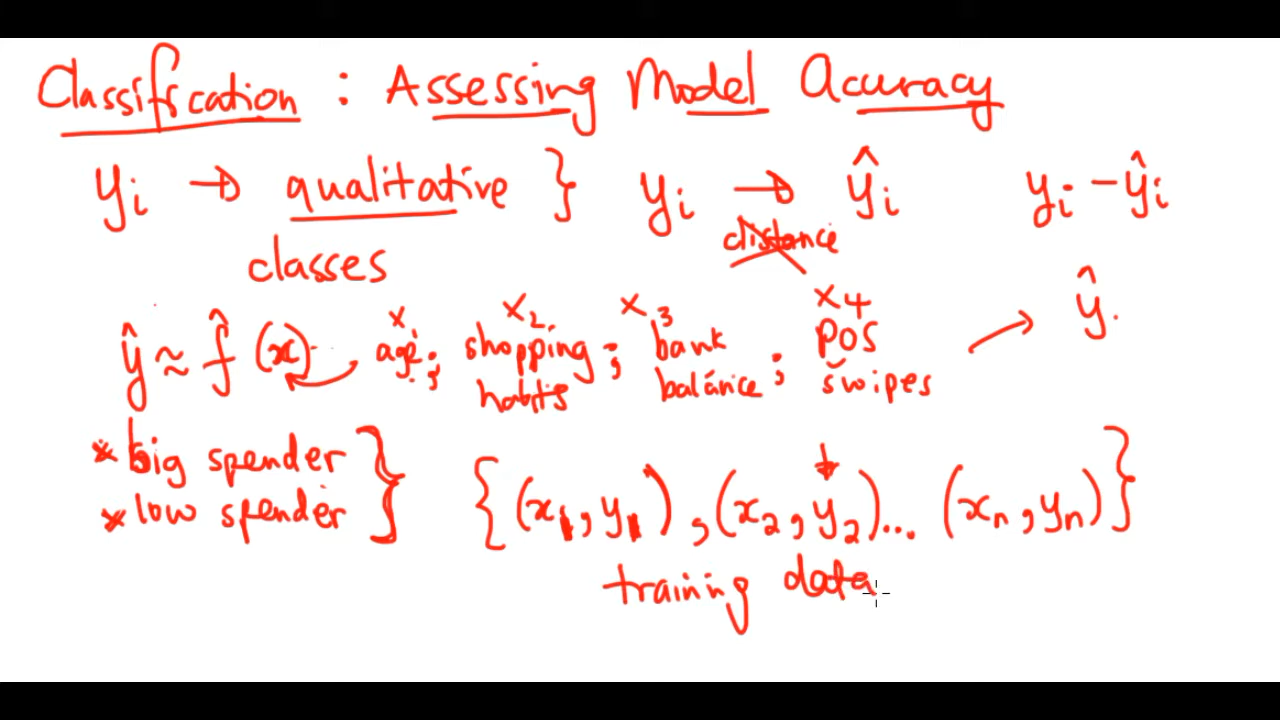 Classification : Assessing Model Acuracy
yi → qualitative } yi → ŷi yi - ŷi
distance
classes
x1 x2 x3 x4 ŷ
ŷ ≈ f̂ (x) age ; shopping habits ; bank balance ; POS swipes →
* big spender
* low spender }
{(x1, y1), (x2, y2)... (xn, yn)}
training data